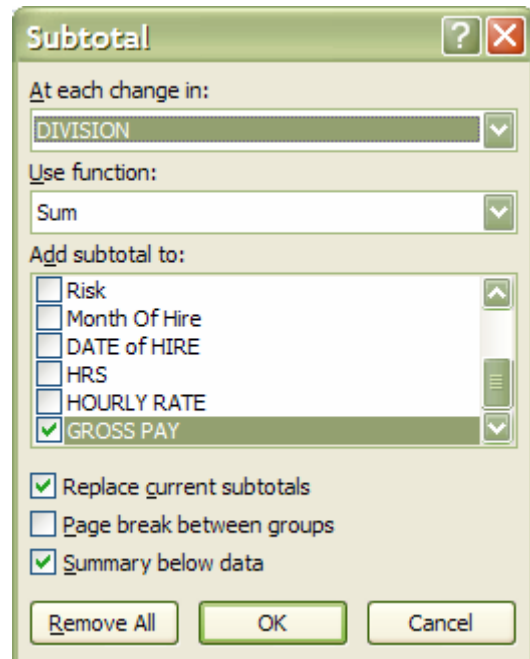 Subtotal
At each change in:
DIVISION
Use function:
Sum
Add subtotal to:
Risk
Month Of Hire
DATE of HIRE
HRS
HOURLY RATE
GROSS PAY
Replace current subtotals
Page break between groups
Summary below data
Remove All OK Cancel